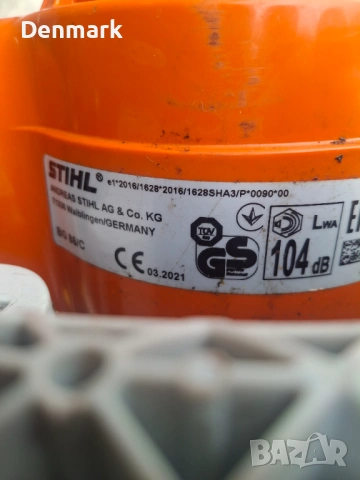 Denmark
STIHL®
e1*2016/1628*2016/1628SHA3/P*0090*00
ANDREAS STIHL AG & Co. KG
Waiblingen/GERMANY
BG 86/C
CE 03.2021
TÜV
GS
LWA
104 dB
BAZAR